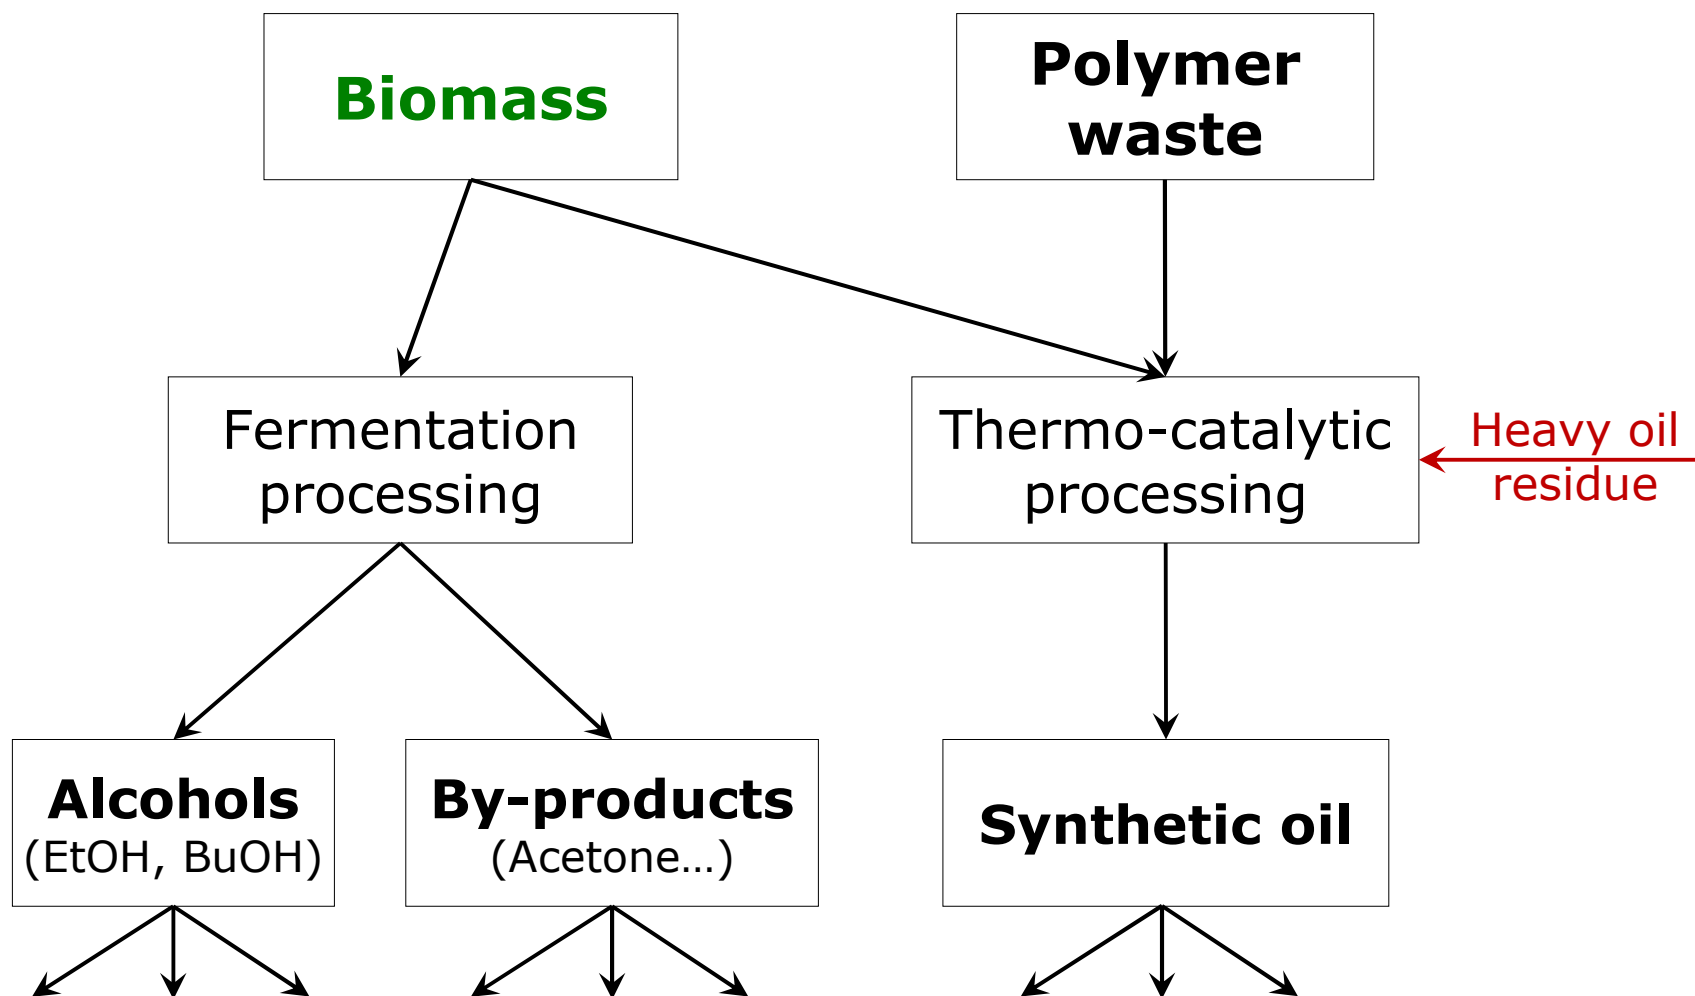 Biomass
Polymer
waste
Fermentation
processing
Thermo-catalytic
processing
Heavy oil
residue
Alcohols
(EtOH, BuOH)
By-products
(Acetone…)
Synthetic oil